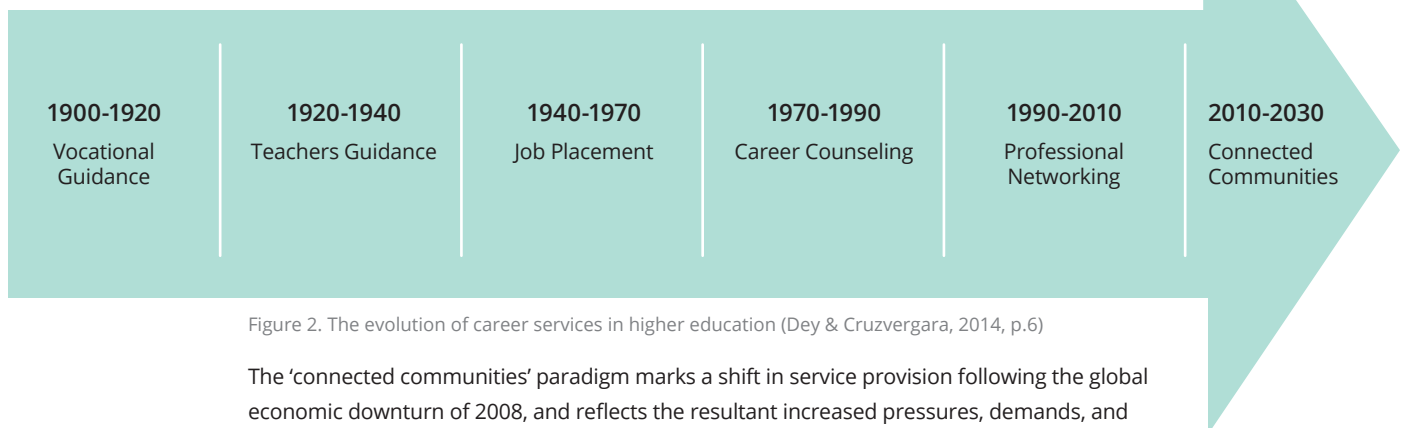 1900-1920
Vocational
Guidance
1920-1940
Teachers Guidance
1940-1970
Job Placement
1970-1990
Career Counseling
1990-2010
Professional
Networking
2010-2030
Connected
Communities
Figure 2. The evolution of career services in higher education (Dey & Cruzvergara, 2014, p.6)
The ‘connected communities’ paradigm marks a shift in service provision following the global
economic downturn of 2008, and reflects the resultant increased pressures, demands, and